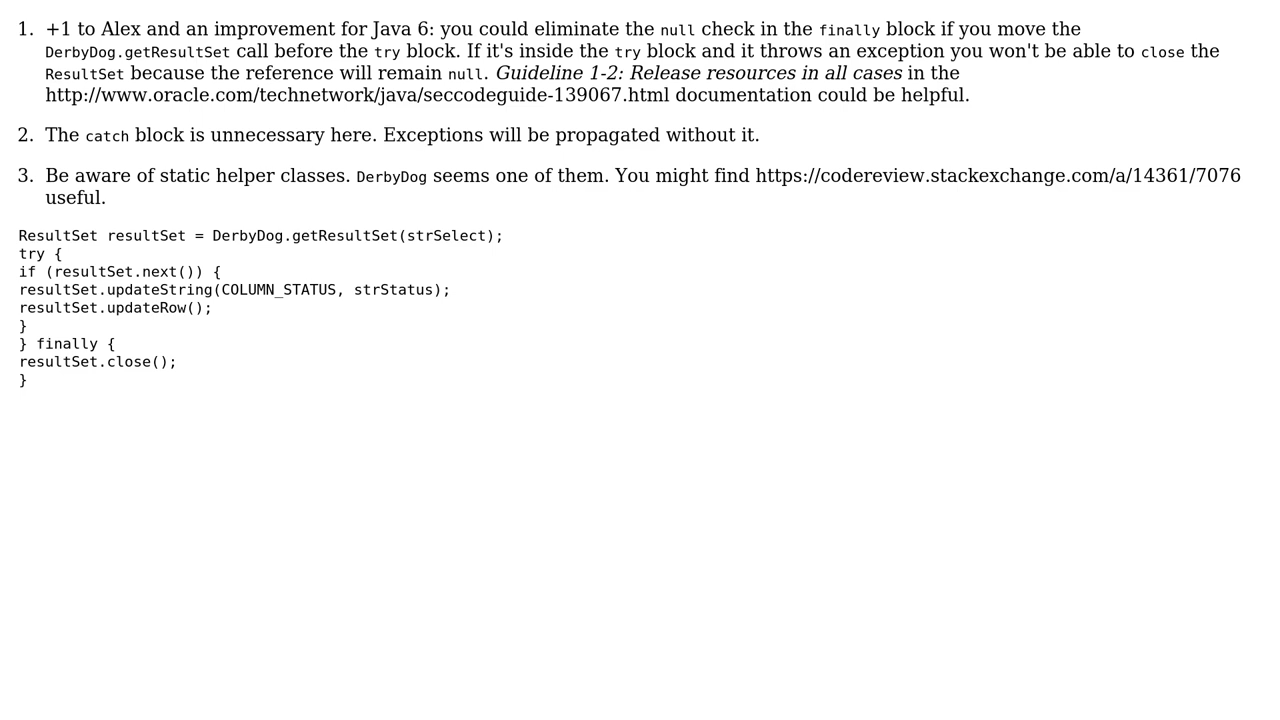 1. +1 to Alex and an improvement for Java 6: you could eliminate the null check in the finally block if you move the
DerbyDog.getResultSet call before the try block. If it's inside the try block and it throws an exception you won't be able to close the
ResultSet because the reference will remain null. Guideline 1-2: Release resources in all cases in the
http://www.oracle.com/technetwork/java/seccodeguide-139067.html documentation could be helpful.
2. The catch block is unnecessary here. Exceptions will be propagated without it.
3. Be aware of static helper classes. DerbyDog seems one of them. You might find https://codereview.stackexchange.com/a/14361/7076
useful.
ResultSet resultSet = DerbyDog.getResultSet(strSelect);
try {
if (resultSet.next()) {
resultSet.updateString(COLUMN_STATUS, strStatus);
resultSet.updateRow();
}
} finally {
resultSet.close();
}